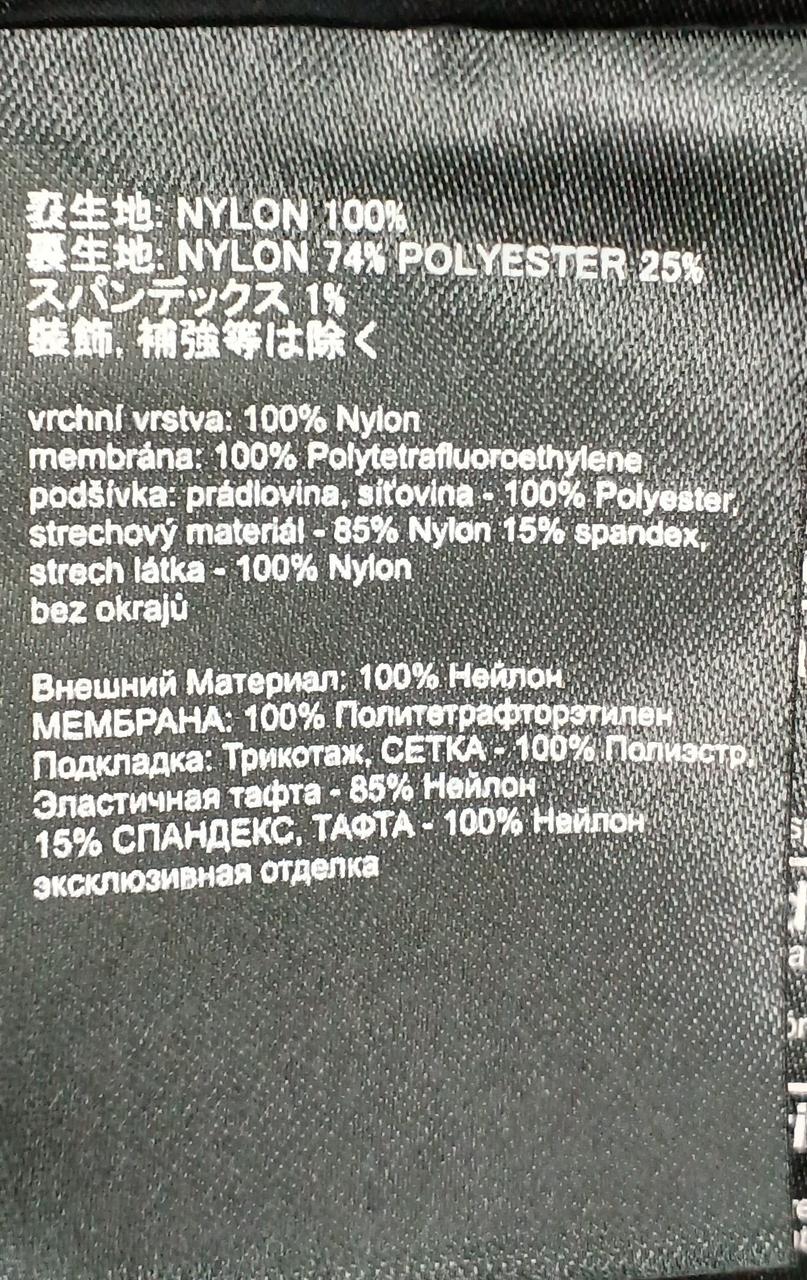 表生地: NYLON 100%
裏生地: NYLON 74% POLYESTER 25%
スパンデックス 1%
装飾, 補強等は除く
vrchní vrstva: 100% Nylon
membrána: 100% Polytetrafluoroethylene
podšívka: prádlovina, síťovina - 100% Polyester,
strechový materiál - 85% Nylon 15% spandex,
strech látka - 100% Nylon
bez okrajů
Внешний Материал: 100% Нейлон
МЕМБРАНА: 100% Политетрафторэтилен
Подкладка: Трикотаж, СЕТКА - 100% Полиэстр,
Эластичная тафта - 85% Нейлон
15% СПАНДЕКС, ТАФТА - 100% Нейлон
эксклюзивная отделка